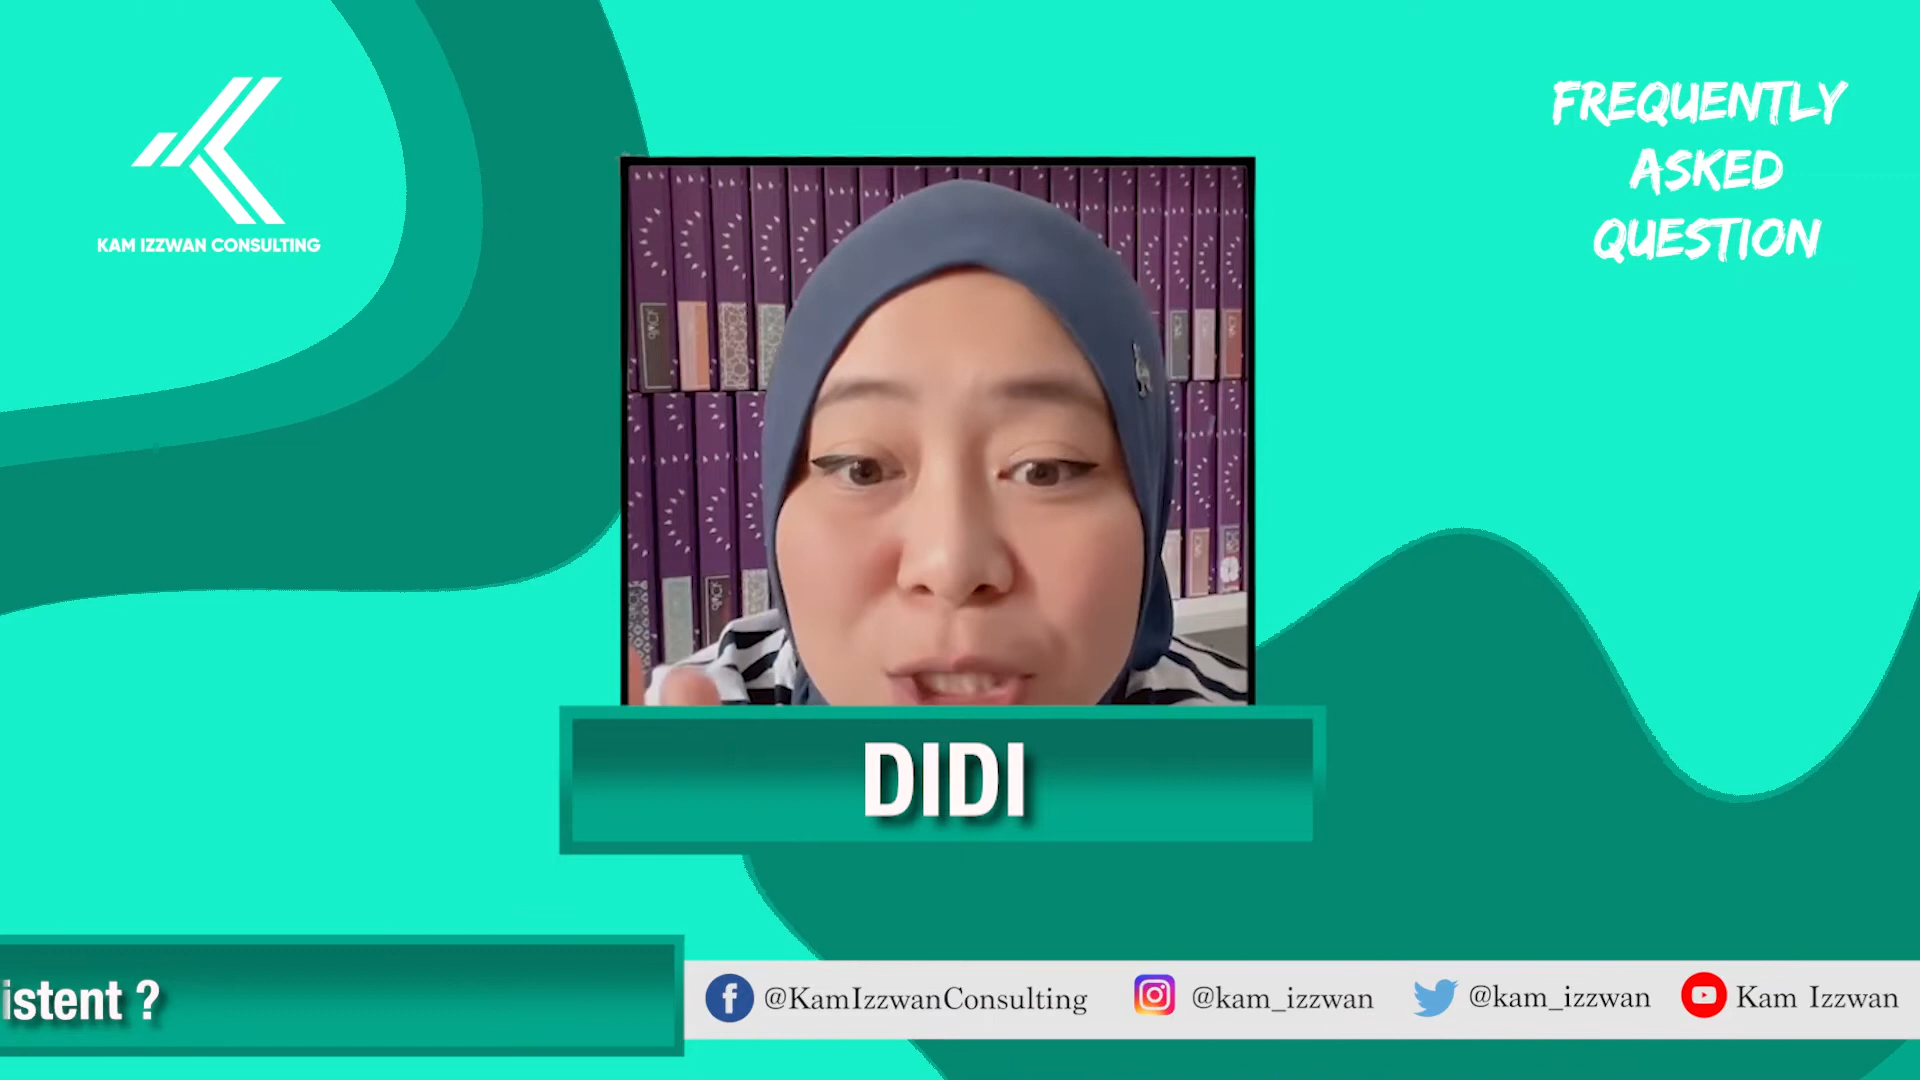 KAM IZZWAN CONSULTING
FREQUENTLY
ASKED
QUESTION
DIDI
istent ?
@KamIzzwanConsulting
@kam_izzwan
@kam_izzwan
Kam Izzwan